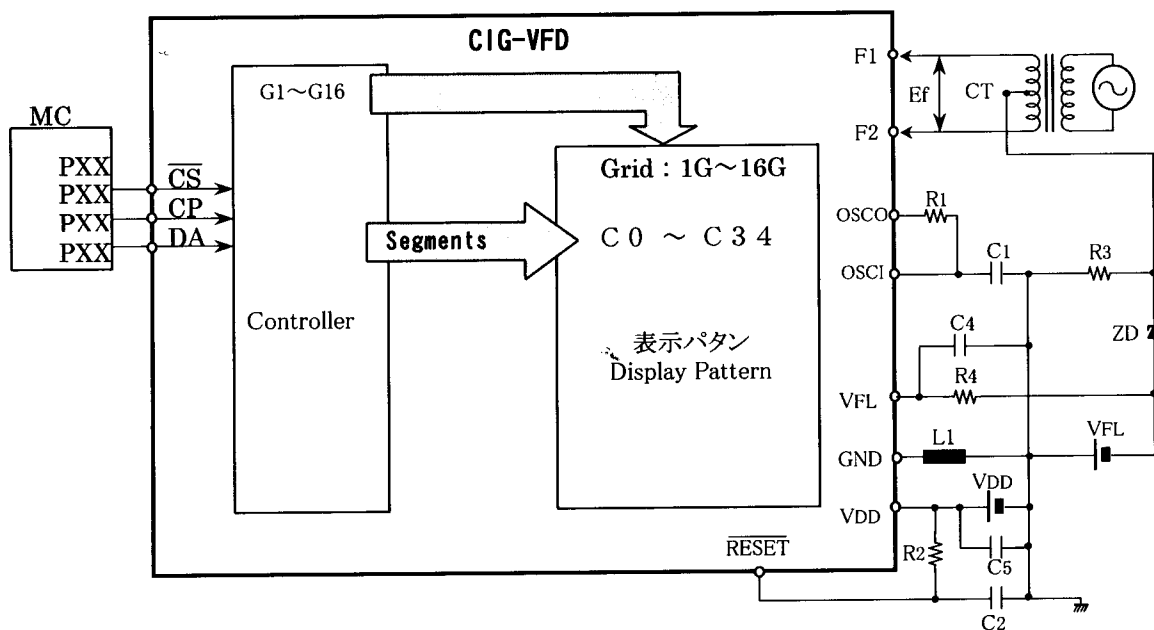 CIG-VFD
MC
PXX
PXX
PXX
PXX
CS
CP
DA
G1～G16
Controller
Segments
Grid : 1G～16G
C0 ～ C34
表示パタン
Display Pattern
F1
Ef
F2
CT
OSCO
R1
OSCI
C1
R3
C4
ZD
VFL
R4
GND
L1
VFL
VDD
VDD
RESET
R2
C5
C2